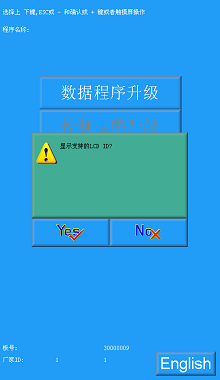 选择上 下键,ESC或 - 和确认或 + 键或者触摸屏操作
程序名称:
数据程序升级
显示支持的LCD ID?
Yes
No
板号: 30000009
厂家ID: 1 1
English